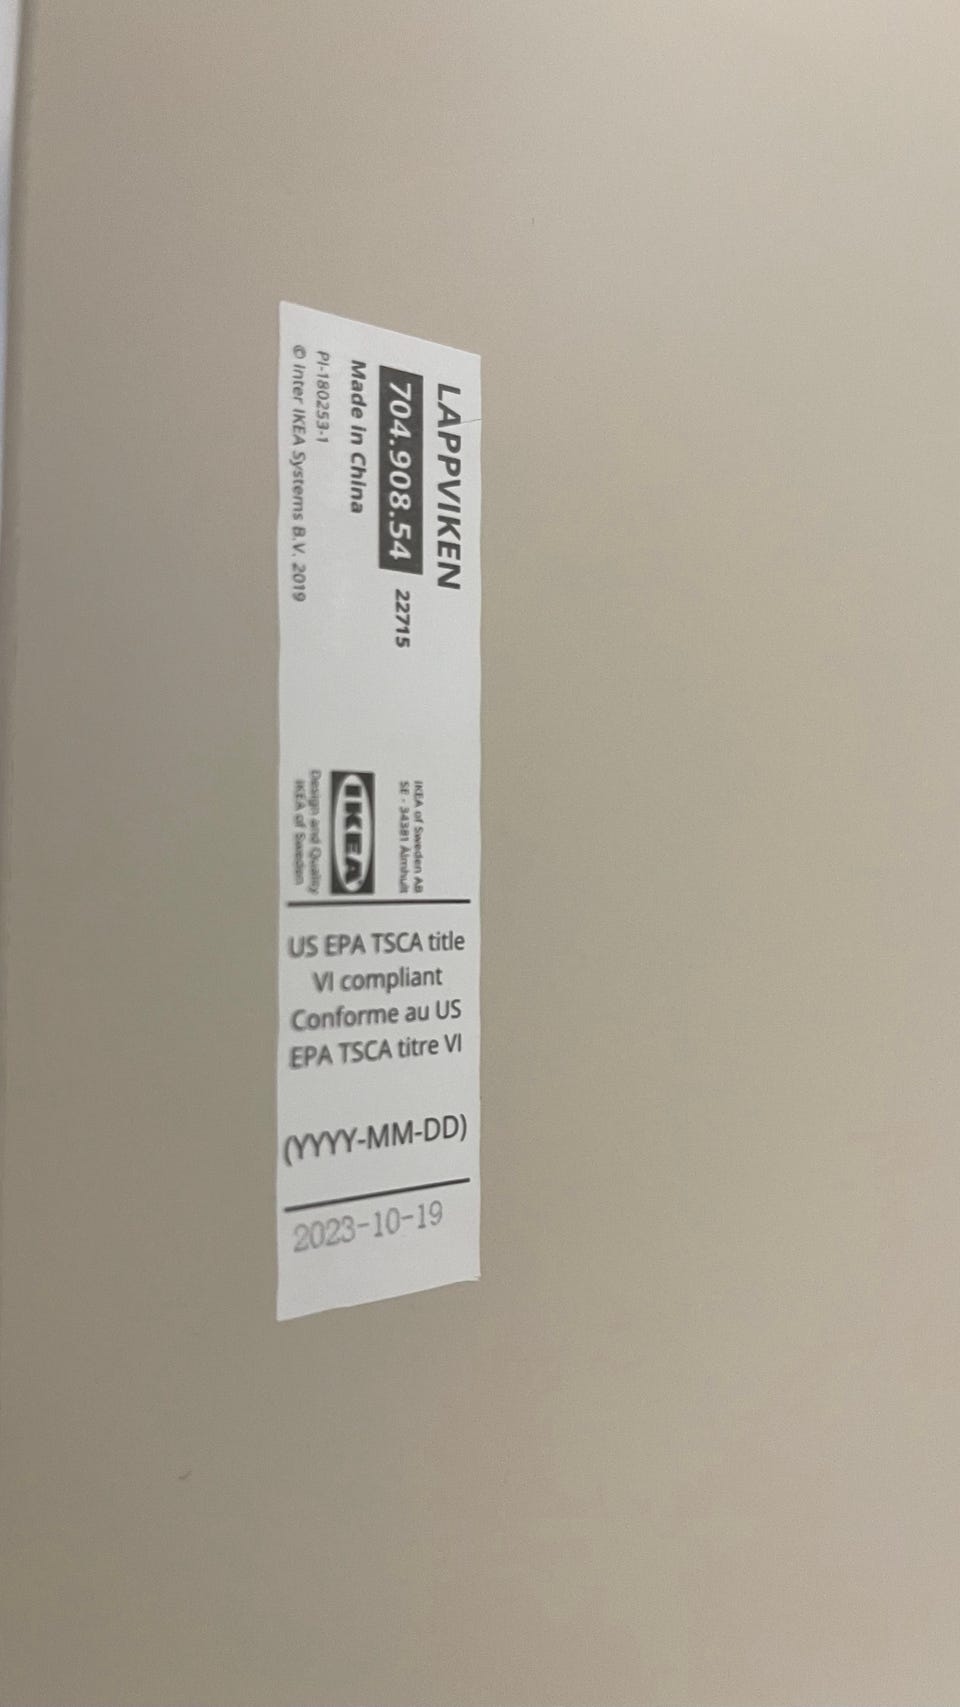 LAPPVIKEN
704.908.54 22715
Made in China
PI-180253-1
© Inter IKEA Systems B.V. 2019
IKEA of Sweden AB
SE - 34381 Älmhult
IKEA
Design and Quality
IKEA of Sweden
US EPA TSCA title
VI compliant
Conforme au US
EPA TSCA titre VI
(YYYY-MM-DD)
2023-10-19